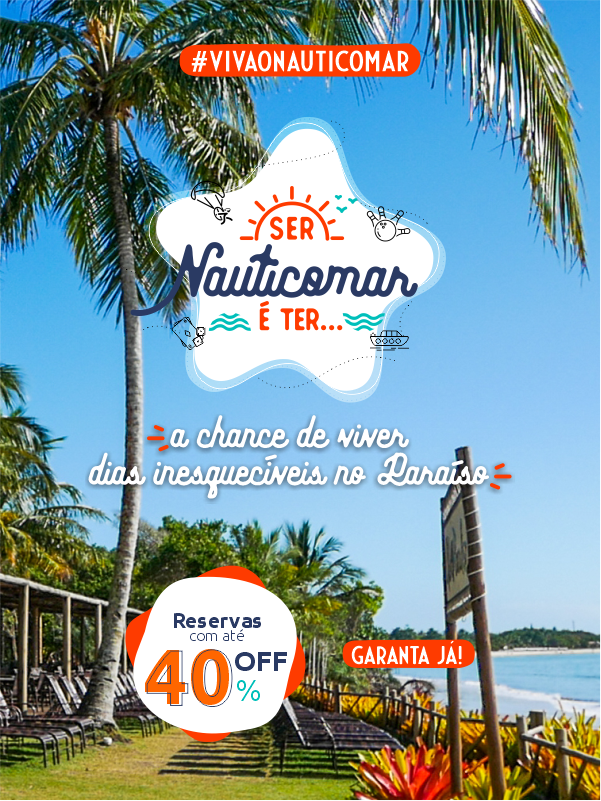 #VIVAONAUTICOMAR
SER
Nauticomar
É TER...
a chance de viver
dias inesquecíveis no Paraíso
Reservas
com até
40% OFF
GARANTA JÁ!